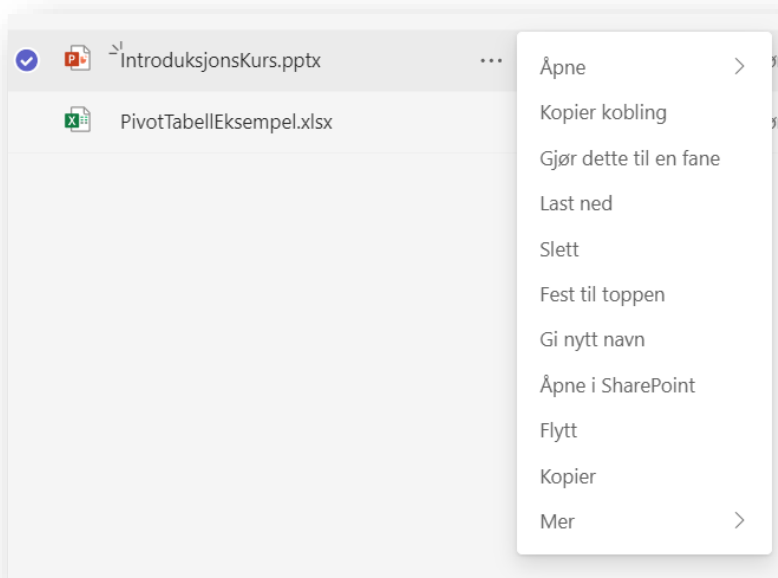 IntroduksjonsKurs.pptx
PivotTabellEksempel.xlsx
Åpne
Kopier kobling
Gjør dette til en fane
Last ned
Slett
Fest til toppen
Gi nytt navn
Åpne i SharePoint
Flytt
Kopier
Mer